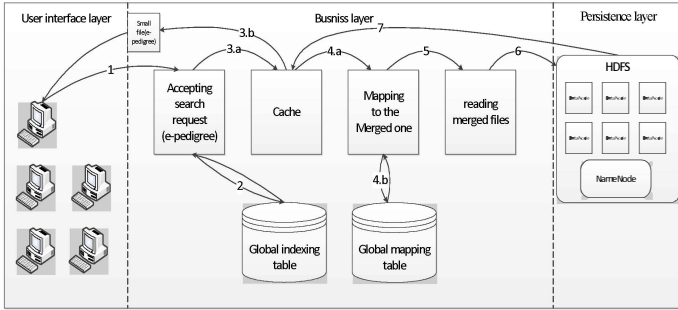 User interface layer
Busniss layer
Persistence layer
Small
file(e-
pedigree)
3.b
7
1
3.a
4.a
5
6
HDFS
Accepting
search
request
(e-pedigree)
Cache
Mapping
to the
Merged one
reading
merged files
NameNode
2
4.b
Global indexing
table
Global mapping
table